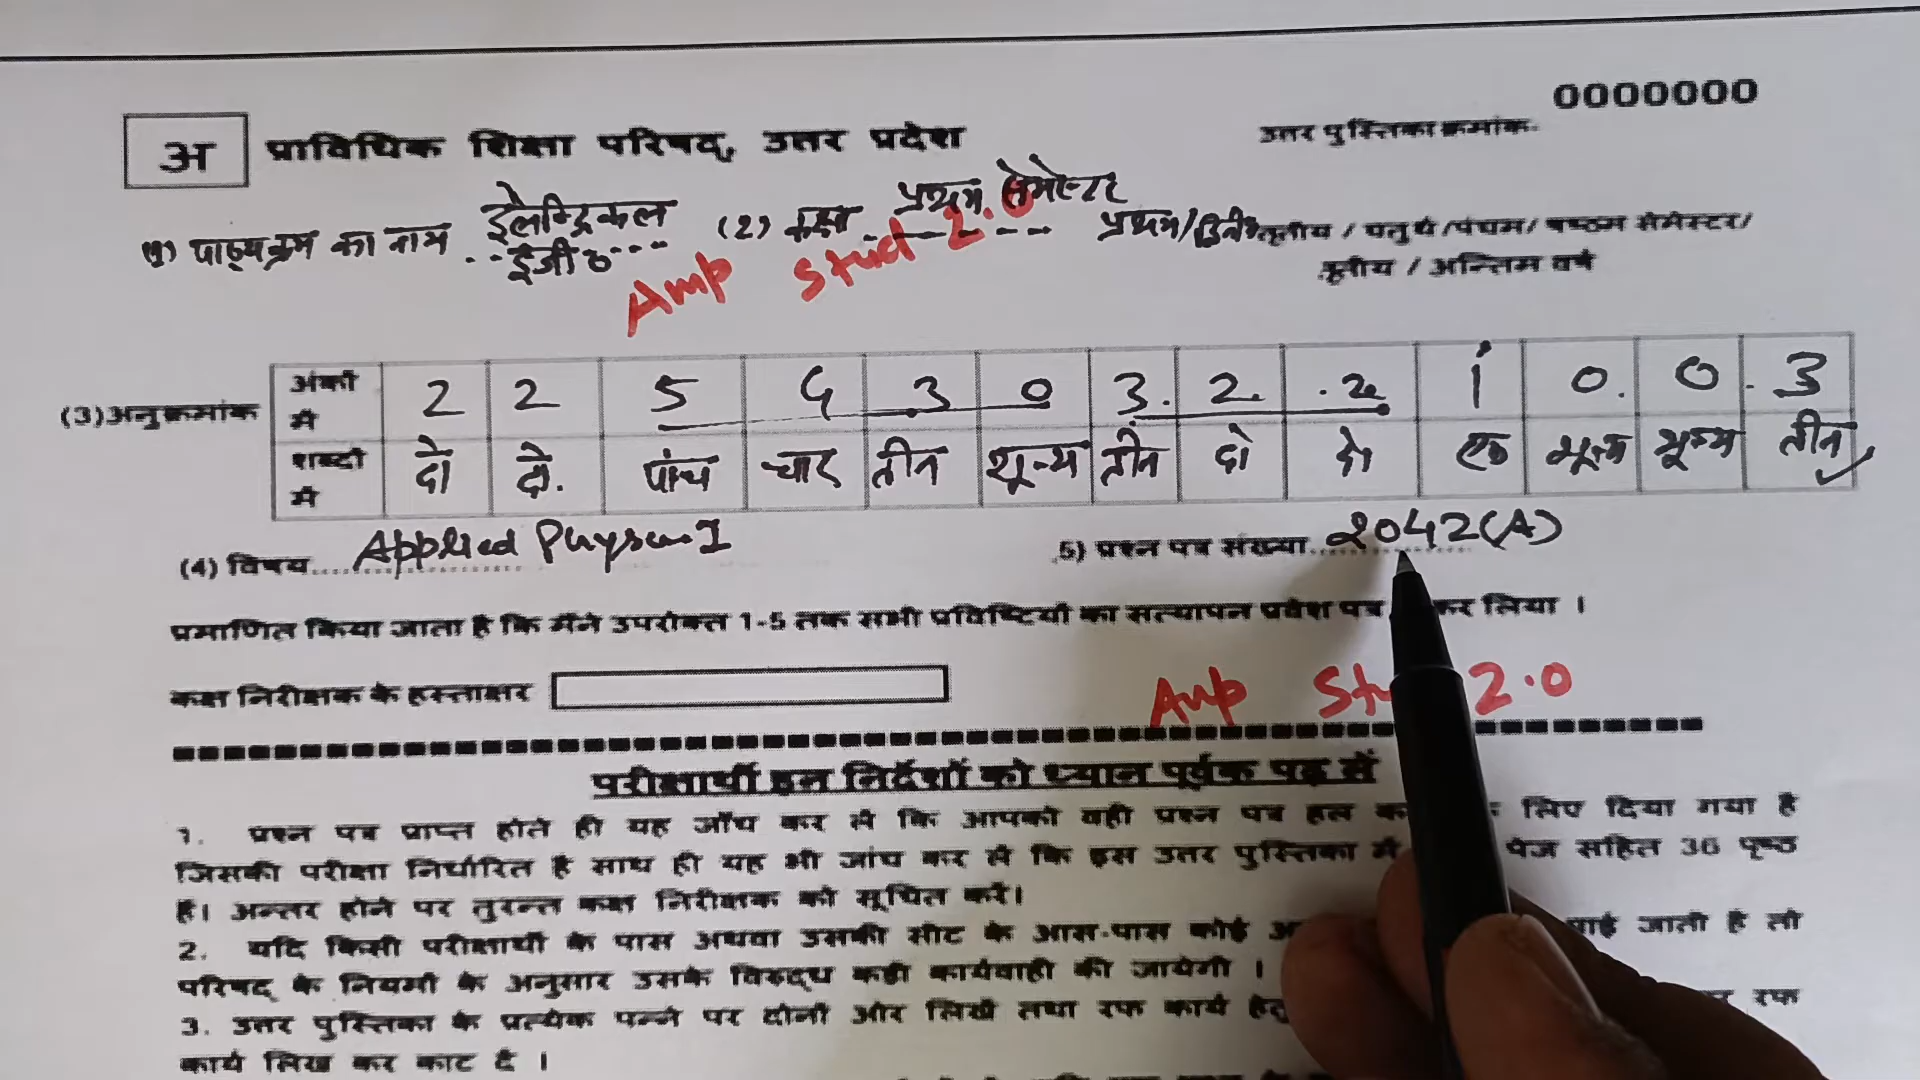 0000000
अ प्राविधिक शिक्षा परिषद्, उत्तर प्रदेश
उत्तर पुस्तिका क्रमांक
(1) पाठ्यक्रम का नाम इलेक्ट्रिकल इंजी० (2) कक्षा प्रथम सेमेस्टर प्रथम/द्वितीय/तृतीय / चतुर्थ /पंचम/ षष्ठम सेमेस्टर/
तृतीय / अन्तिम वर्ष
Amp Stud 2.0
(3)अनुक्रमांक
अंकों में 2 2 5 4 3 0 3 2 2 1 0 0 3
शब्दों में दो दो पांच चार तीन शून्य तीन दो दो एक शून्य शून्य तीन
(4) विषय Applied Physics I 5) प्रश्न पत्र संख्या 2042(A)
प्रमाणित किया जाता है कि मैंने उपरोक्त 1-5 तक सभी प्रविष्टियों का सत्यापन प्रवेश पत्र कर लिया ।
कक्ष निरीक्षक के हस्ताक्षर
Amp St 2.0
परीक्षार्थी इन निर्देशों को ध्यान पूर्वक पढ़ लें
1. प्रश्न पत्र प्राप्त होते ही यह जाँच कर लें कि आपको वही प्रश्न पत्र हल लिए दिया गया है
जिसकी परीक्षा निर्धारित है साथ ही यह भी जांच कर लें कि इस उत्तर पुस्तिका में पेज सहित 36 पृष्ठ
हैं। अन्तर होने पर तुरन्त कक्ष निरीक्षक को सूचित करें।
2. यदि किसी परीक्षार्थी के पास अथवा उसकी सीट के आस-पास कोई पाई जाती है तो
परिषद् के नियमों के अनुसार उसके विरुद्ध कड़ी कार्यवाही की जायेगी ।
3. उत्तर पुस्तिका के प्रत्येक पन्ने पर दोनों ओर लिखें तथा रफ कार्य हेतु रफ
कार्य लिख कर काट दें ।